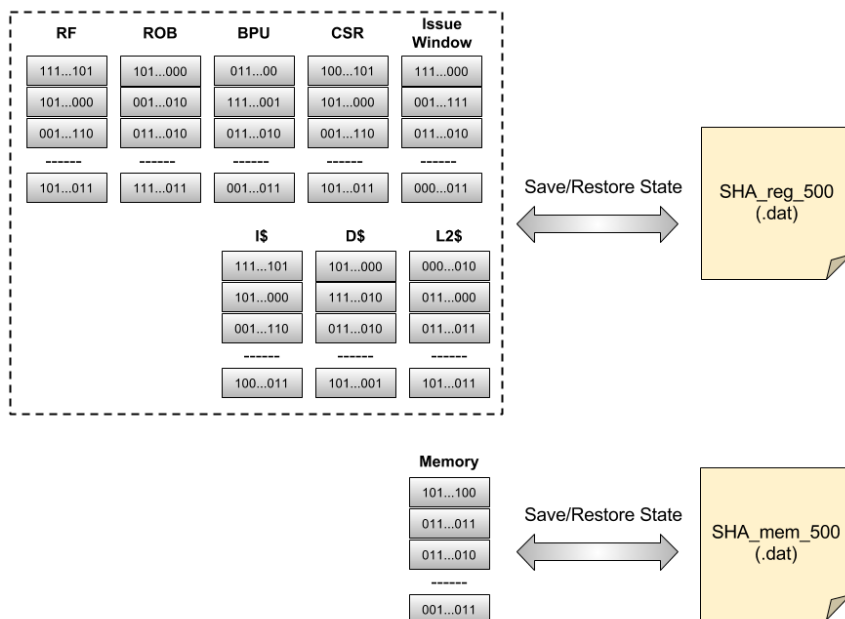 RF ROB BPU CSR Issue
Window
111...101 101...000 011...00 100...101 111...000
101...000 001...010 111...001 101...000 001...111
001...110 011...010 011...010 001...110 011...010
------ ------ ------ ------ ------
101...011 111...011 001...011 101...011 000...011
Save/Restore State
SHA_reg_500
(.dat)
I$ D$ L2$
111...101 101...000 000...010
101...000 111...010 011...000
001...110 011...010 011...011
------ ------ ------
100...011 101...001 101...011
Memory
101...100
011...011
011...010
------
001...011
Save/Restore State
SHA_mem_500
(.dat)